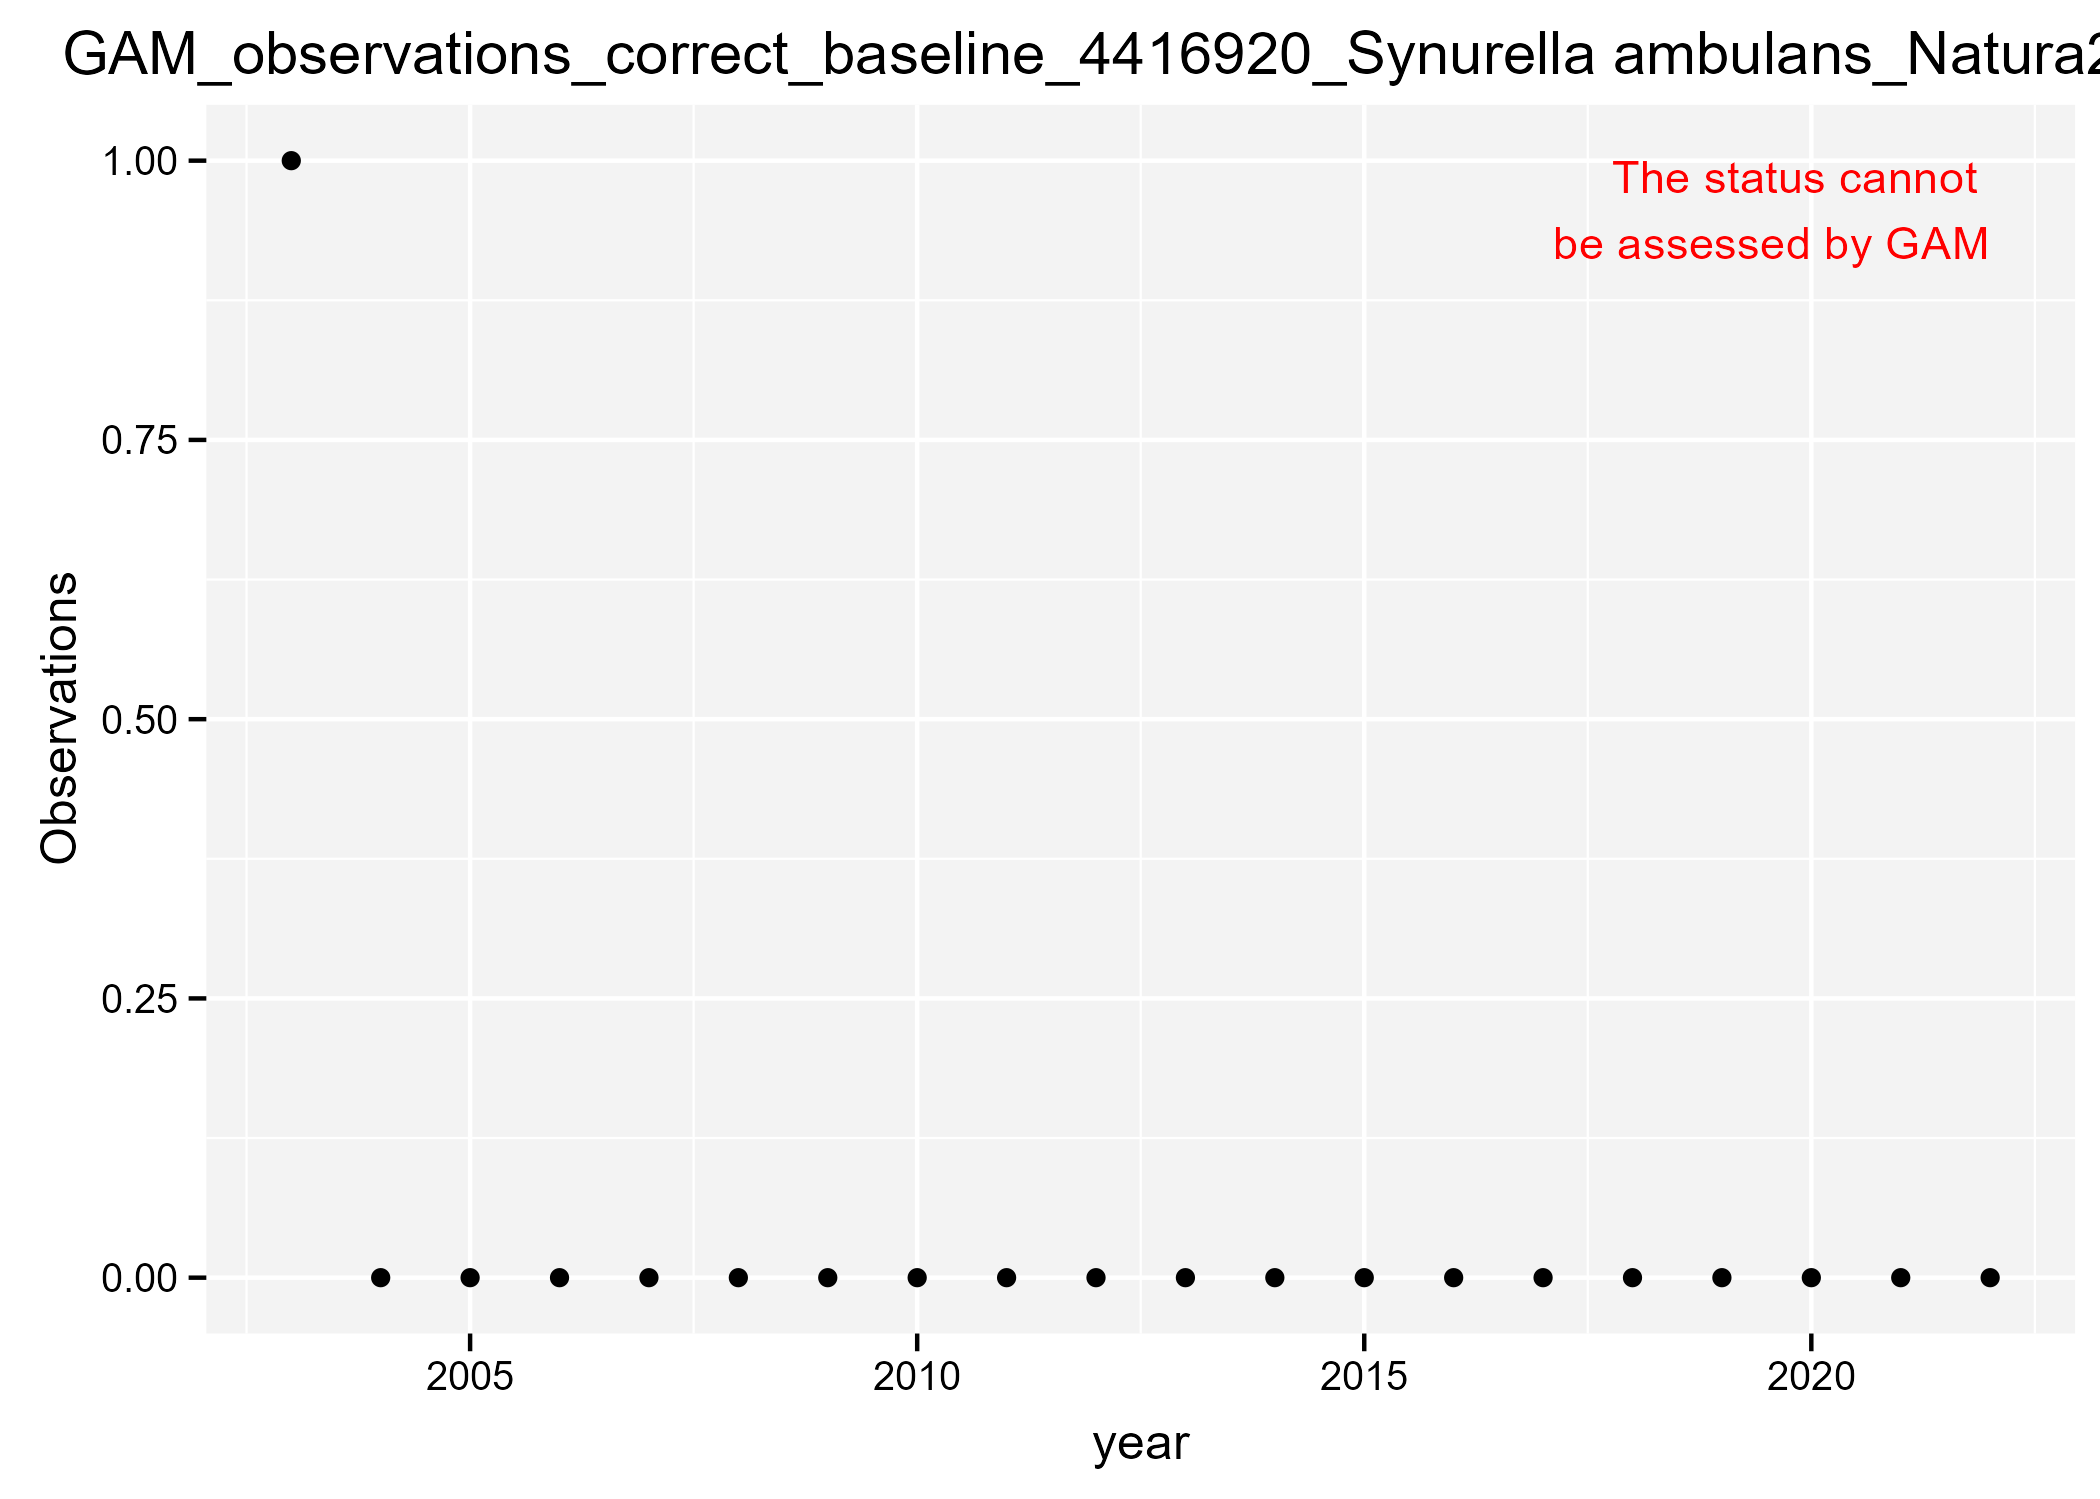 GAM_observations_correct_baseline_4416920_Synurella ambulans_Natura2
The status cannot
be assessed by GAM
1.00
0.75
0.50
0.25
0.00
Observations
2005 2010 2015 2020
year